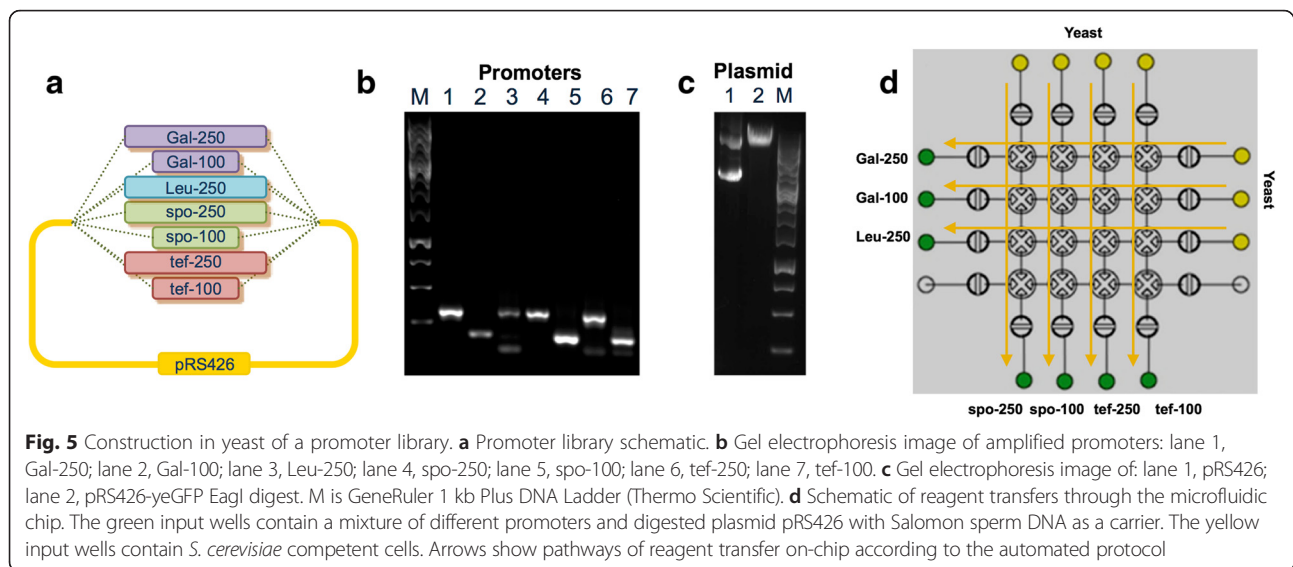 a
Gal-250
Gal-100
Leu-250
spo-250
spo-100
tef-250
tef-100
pRS426
b
Promoters
M 1 2 3 4 5 6 7
c
Plasmid
1 2 M
d
Yeast
Gal-250
Gal-100
Leu-250
Yeast
spo-250 spo-100 tef-250 tef-100
Fig. 5 Construction in yeast of a promoter library. a Promoter library schematic. b Gel electrophoresis image of amplified promoters: lane 1,
Gal-250; lane 2, Gal-100; lane 3, Leu-250; lane 4, spo-250; lane 5, spo-100; lane 6, tef-250; lane 7, tef-100. c Gel electrophoresis image of: lane 1, pRS426;
lane 2, pRS426-yeGFP EagI digest. M is GeneRuler 1 kb Plus DNA Ladder (Thermo Scientific). d Schematic of reagent transfers through the microfluidic
chip. The green input wells contain a mixture of different promoters and digested plasmid pRS426 with Salomon sperm DNA as a carrier. The yellow
input wells contain S. cerevisiae competent cells. Arrows show pathways of reagent transfer on-chip according to the automated protocol